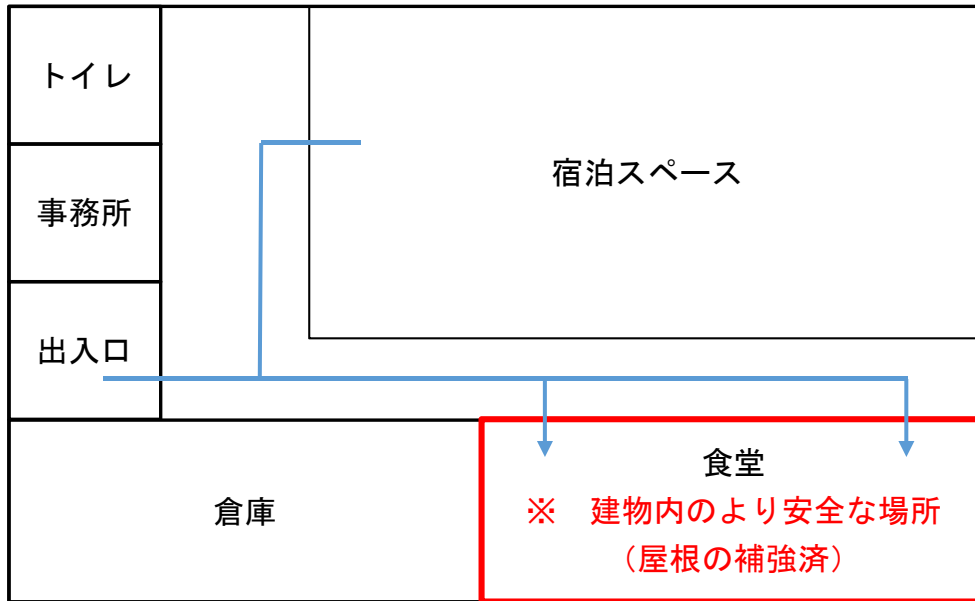 トイレ
宿泊スペース
事務所
出入口
倉庫
食堂
※　建物内のより安全な場所
（屋根の補強済）